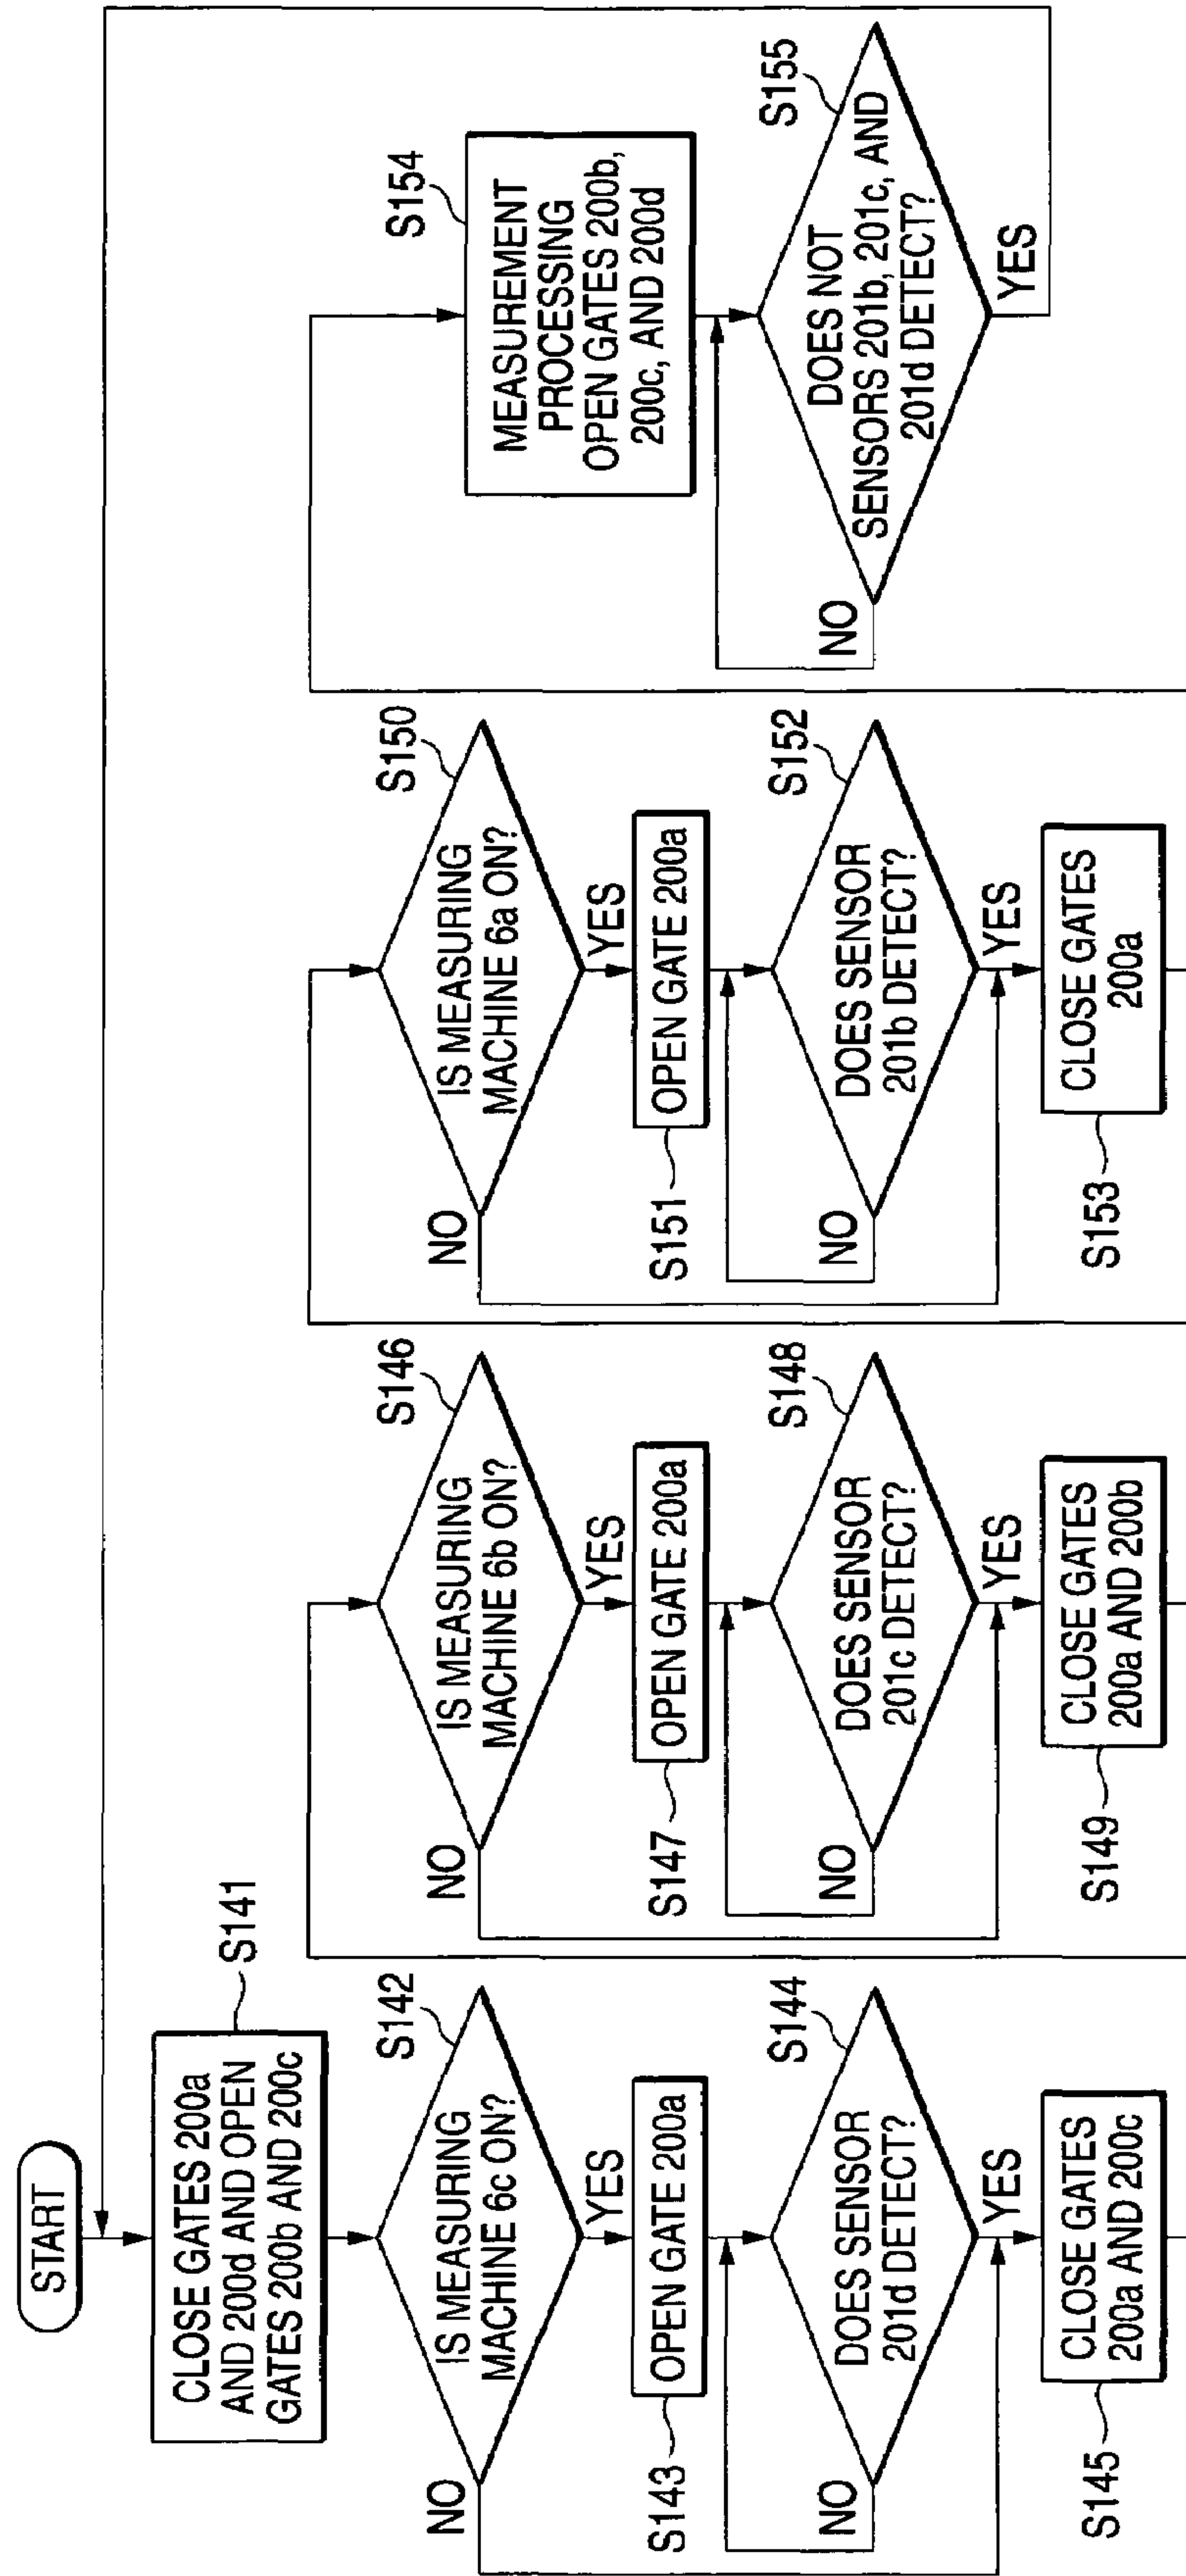 START
CLOSE GATES 200a
AND 200d AND OPEN
GATES 200b AND 200c
S141
IS MEASURING
MACHINE 6c ON?
S142
NO
YES
OPEN GATE 200a
S143
DOES SENSOR
201d DETECT?
S144
NO
YES
CLOSE GATES
200a AND 200c
S145
IS MEASURING
MACHINE 6b ON?
S146
NO
YES
OPEN GATE 200a
S147
DOES SENSOR
201c DETECT?
S148
NO
YES
CLOSE GATES
200a AND 200b
S149
IS MEASURING
MACHINE 6a ON?
S150
NO
YES
OPEN GATE 200a
S151
DOES SENSOR
201b DETECT?
S152
NO
YES
CLOSE GATES
200a
S153
MEASUREMENT
PROCESSING
OPEN GATES 200b,
200c, AND 200d
S154
DOES NOT
SENSORS 201b, 201c, AND
201d DETECT?
S155
NO
YES